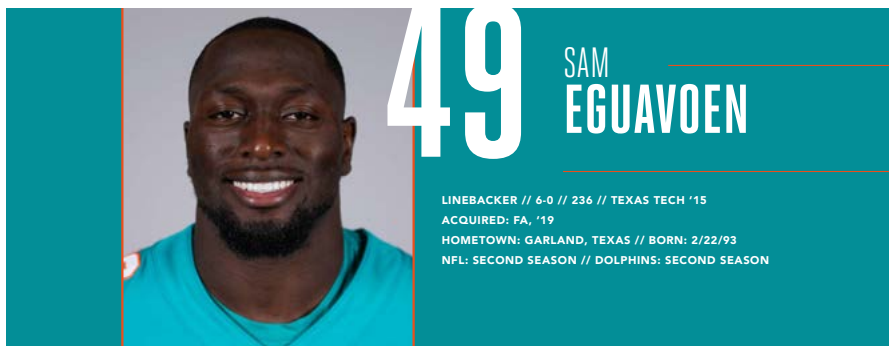 49
SAM
EGUAVOEN
LINEBACKER // 6-0 // 236 // TEXAS TECH ’15
ACQUIRED: FA, ’19
HOMETOWN: GARLAND, TEXAS // BORN: 2/22/93
NFL: SECOND SEASON // DOLPHINS: SECOND SEASON